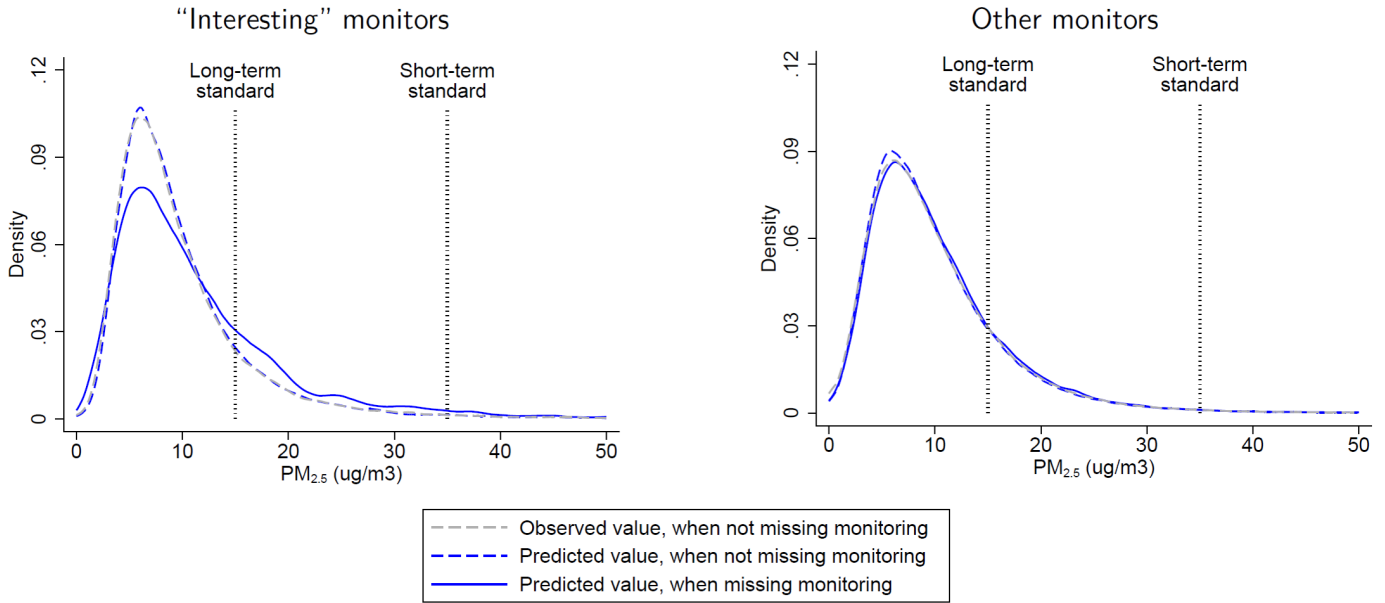 “Interesting” monitors
.12
.09
.06
.03
0
Density
Long-term
standard
Short-term
standard
0 10 20 30 40 50
PM2.5 (ug/m3)
Other monitors
.12
.09
.06
.03
0
Density
Long-term
standard
Short-term
standard
0 10 20 30 40 50
PM2.5 (ug/m3)
Observed value, when not missing monitoring
Predicted value, when not missing monitoring
Predicted value, when missing monitoring